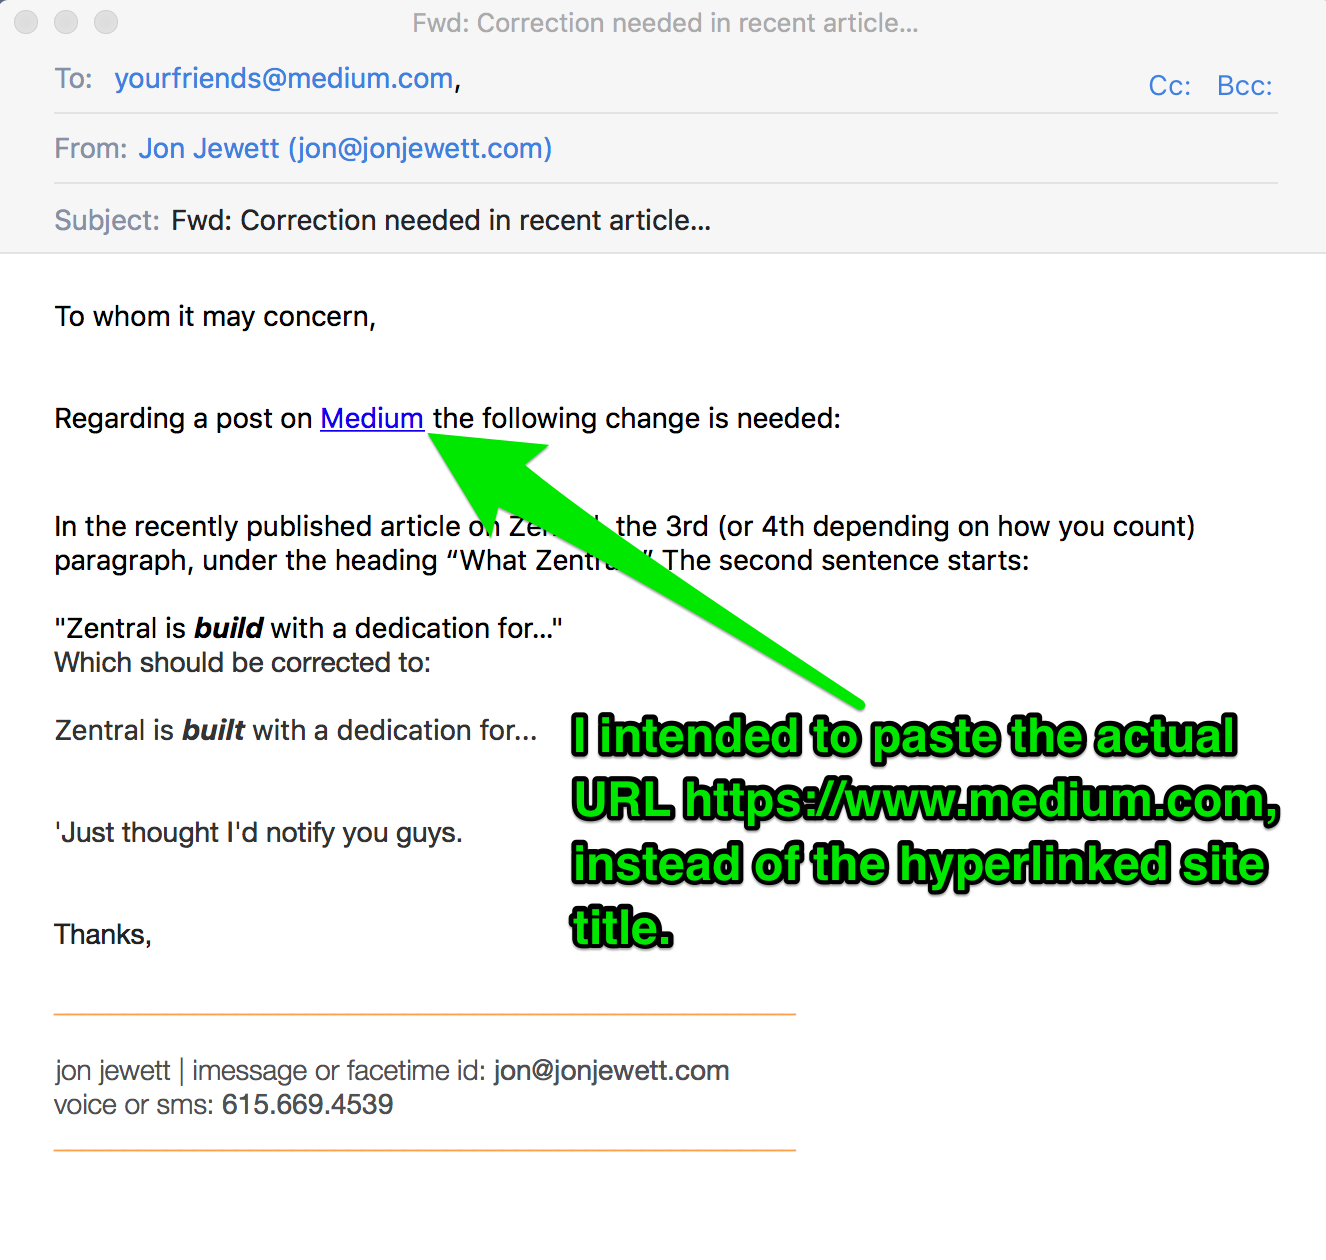 Fwd: Correction needed in recent article...
To: yourfriends@medium.com,
Cc: Bcc:
From: Jon Jewett (jon@jonjewett.com)
Subject: Fwd: Correction needed in recent article...
To whom it may concern,
Regarding a post on Medium the following change is needed:
In the recently published article on the 3rd (or 4th depending on how you count)
paragraph, under the heading “What ” The second sentence starts:
"Zentral is build with a dedication for..."
Which should be corrected to:
Zentral is built with a dedication for...
I intended to paste the actual
URL https://www.medium.com,
instead of the hyperlinked site
title.
'Just thought I'd notify you guys.
Thanks,
jon jewett | imessage or facetime id: jon@jonjewett.com
voice or sms: 615.669.4539